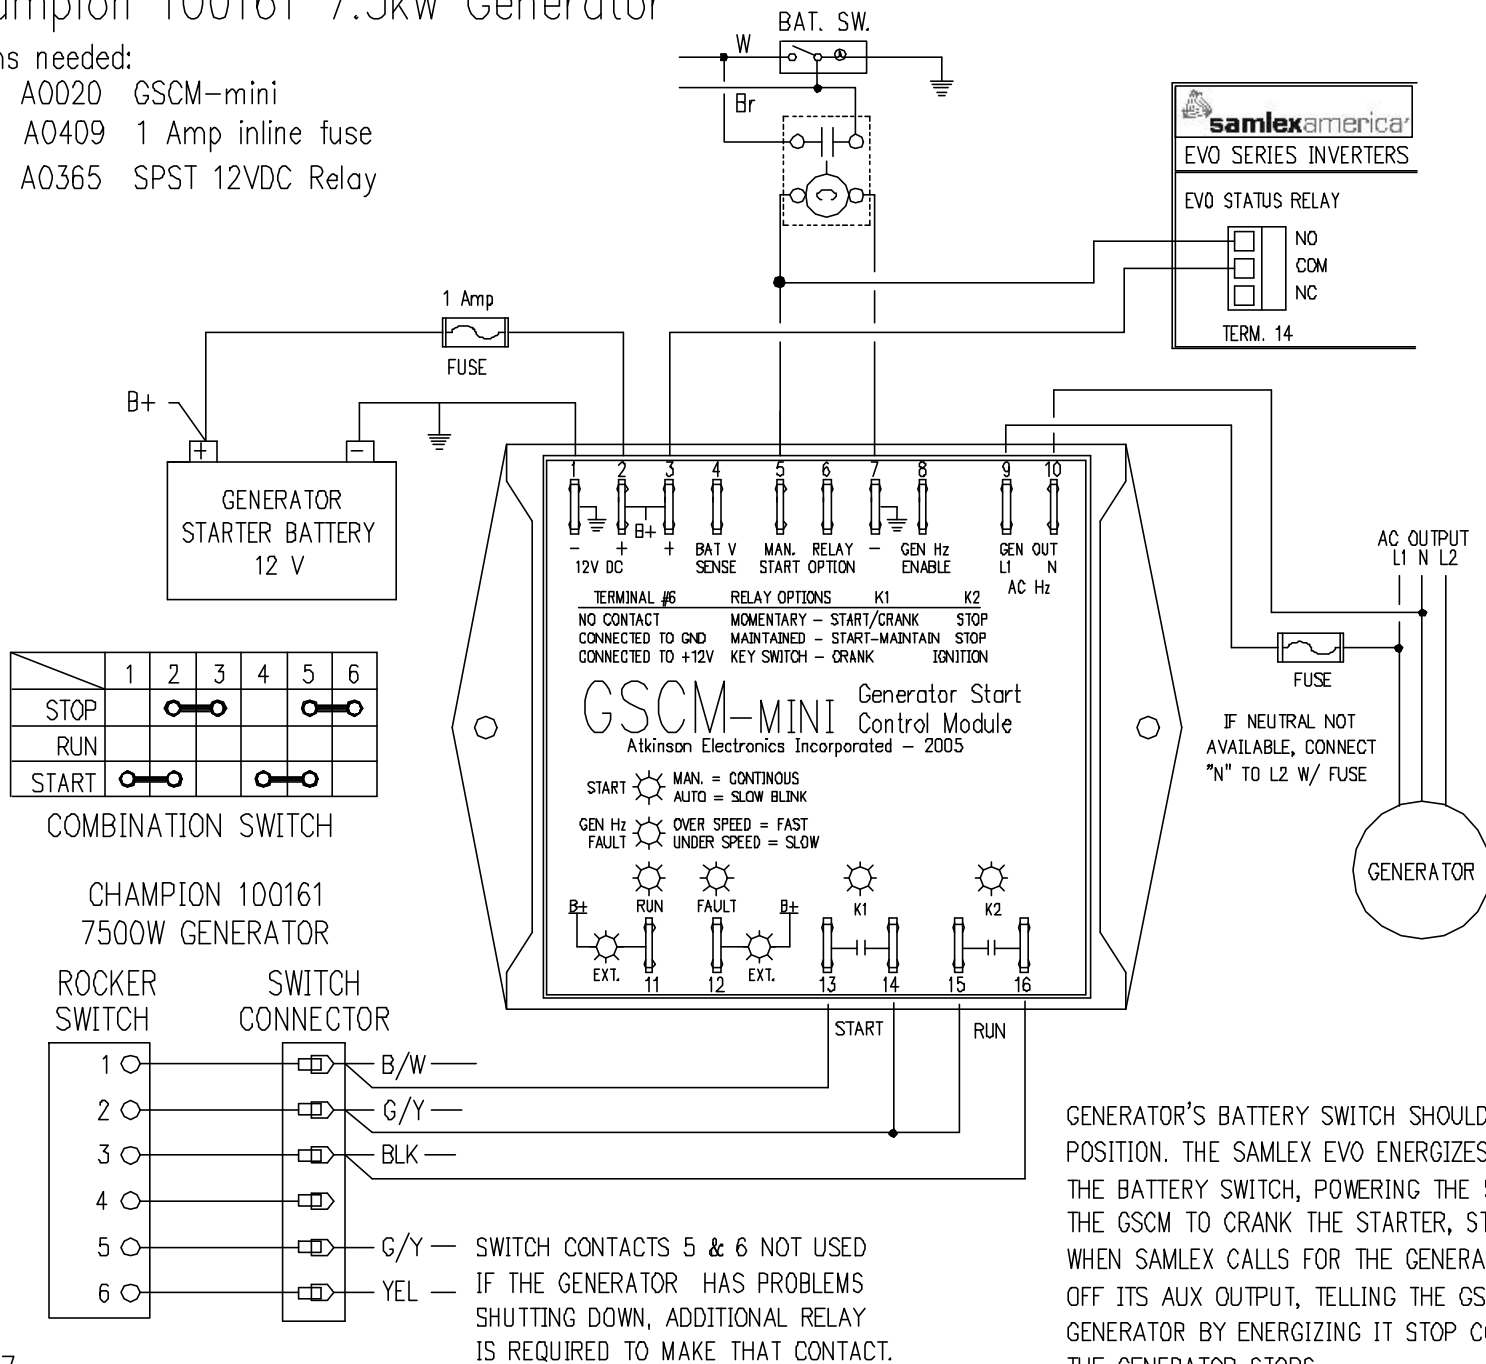 100161 7.5kw Generator
needed:
A0020 GSCM-mini
A0409 1 Amp inline fuse
A0365 SPST 12VDC Relay
BAT. SW.
W
Br
samlexamerica
EVO SERIES INVERTERS
EVO STATUS RELAY
NO
COM
NC
TERM. 14
1 Amp
FUSE
B+
+ −
GENERATOR
STARTER BATTERY
12 V
1 2 3 4 5 6 7 8 9 10
B+
− + + BAT V MAN. RELAY − GEN Hz GEN OUT
12V DC SENSE START OPTION ENABLE L1 N
AC Hz
TERMINAL #6 RELAY OPTIONS K1 K2
NO CONTACT MOMENTARY - START/CRANK STOP
CONNECTED TO GND MAINTAINED - START-MAINTAIN STOP
CONNECTED TO +12V KEY SWITCH - CRANK IGNITION
GSCM-MINI Generator Start
Control Module
Atkinson Electronics Incorporated - 2005
START MAN. = CONTINOUS
AUTO = SLOW BLINK
GEN Hz OVER SPEED = FAST
FAULT UNDER SPEED = SLOW
B+ RUN FAULT B+ K1 K2
EXT. 11 12 EXT. 13 14 15 16
START RUN
AC OUTPUT
L1 N L2
FUSE
IF NEUTRAL NOT
AVAILABLE, CONNECT
"N" TO L2 W/ FUSE
GENERATOR
1 2 3 4 5 6
STOP
RUN
START
COMBINATION SWITCH
CHAMPION 100161
7500W GENERATOR
ROCKER SWITCH
SWITCH CONNECTOR
1 B/W
2 G/Y
3 BLK
4
5 G/Y
6 YEL
SWITCH CONTACTS 5 & 6 NOT USED
IF THE GENERATOR HAS PROBLEMS
SHUTTING DOWN, ADDITIONAL RELAY
IS REQUIRED TO MAKE THAT CONTACT.
GENERATOR'S BATTERY SWITCH SHOULD
POSITION. THE SAMLEX EVO ENERGIZES
THE BATTERY SWITCH, POWERING THE
THE GSCM TO CRANK THE STARTER,
WHEN SAMLEX CALLS FOR THE
OFF ITS AUX OUTPUT, TELLING THE
GENERATOR BY ENERGIZING IT STOP
THE GENERATOR STOPS